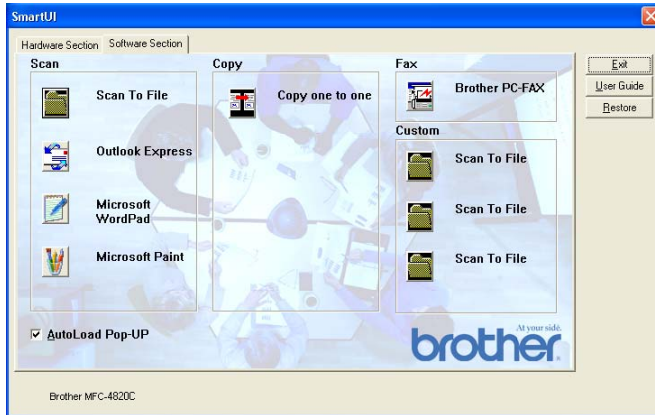 SmartUI
Hardware Section
Software Section
Scan
Scan To File
Outlook Express
Microsoft
WordPad
Microsoft Paint
Copy
Copy one to one
Fax
Brother PC-FAX
Custom
Scan To File
Scan To File
Scan To File
Exit
User Guide
Restore
AutoLoad Pop-UP
At your side.
brother.
Brother MFC-4820C